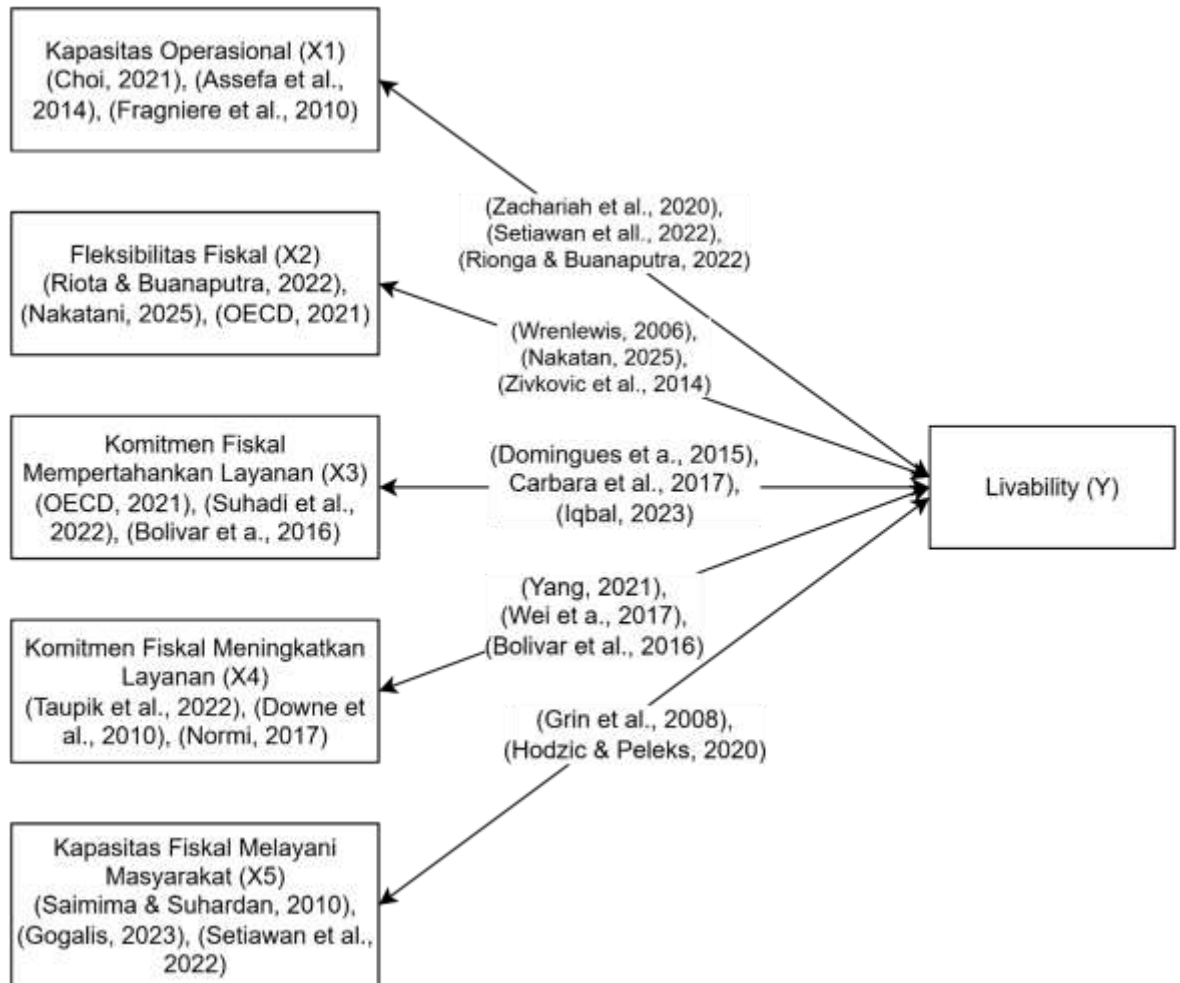 Kapasitas Operasional (X1)
(Choi, 2021), (Assefa et al.,
2014), (Fragniere et al., 2010)
Fleksibilitas Fiskal (X2)
(Riota & Buanaputra, 2022),
(Nakatani, 2025), (OECD, 2021)
Komitmen Fiskal
Mempertahankan Layanan (X3)
(OECD, 2021), (Suhadi et al.,
2022), (Bolivar et a., 2016)
Komitmen Fiskal Meningkatkan
Layanan (X4)
(Taupik et al., 2022), (Downe et
al., 2010), (Normi, 2017)
Kapasitas Fiskal Melayani
Masyarakat (X5)
(Saimima & Suhardan, 2010),
(Gogalis, 2023), (Setiawan et al.,
2022)
(Zachariah et al., 2020),
(Setiawan et all., 2022),
(Rionga & Buanaputra, 2022)
(Wrenlewis, 2006),
(Nakatan, 2025),
(Zivkovic et al., 2014)
(Domingues et a., 2015),
Carbara et al., 2017),
(Iqbal, 2023)
(Yang, 2021),
(Wei et a., 2017),
(Bolivar et al., 2016)
(Grin et al., 2008),
(Hodzic & Peleks, 2020)
Livability (Y)